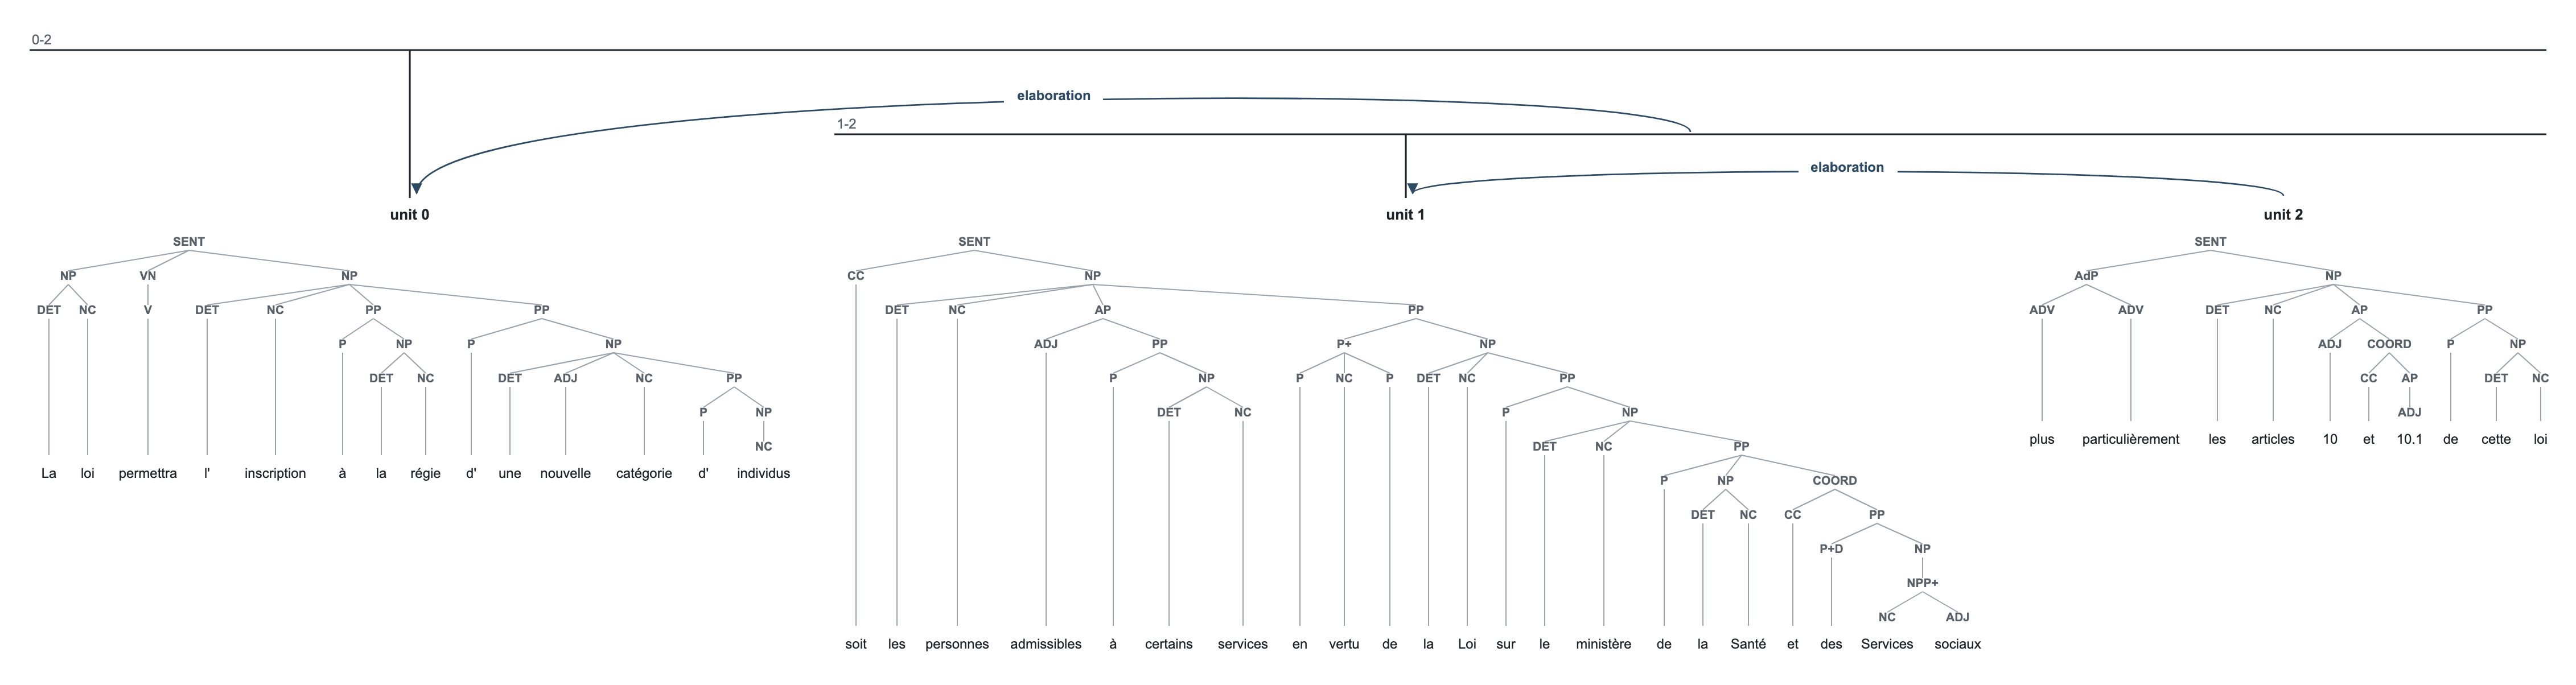 0-2
elaboration
1-2
elaboration
unit 0 unit 1 unit 2
SENT SENT SENT
NP VN NP CC NP AdP NP
DET NC V DET NC PP PP DET NC AP PP ADV ADV DET NC AP PP
P NP P NP ADJ PP P+ NP ADJ COORD P NP
DET NC DET ADJ NC PP P NP P NC P DET NC PP CC AP DET NC
P NP DET NC P NP ADJ
plus particulièrement les articles 10 et 10.1 de cette loi
NC DET NC PP
La loi permettra l' inscription à la régie d' une nouvelle catégorie d' individus
P NP COORD
DET NC CC PP
P+D NP
NPP+
NC ADJ
soit les personnes admissibles à certains services en vertu de la Loi sur le ministère de la Santé et des Services sociaux